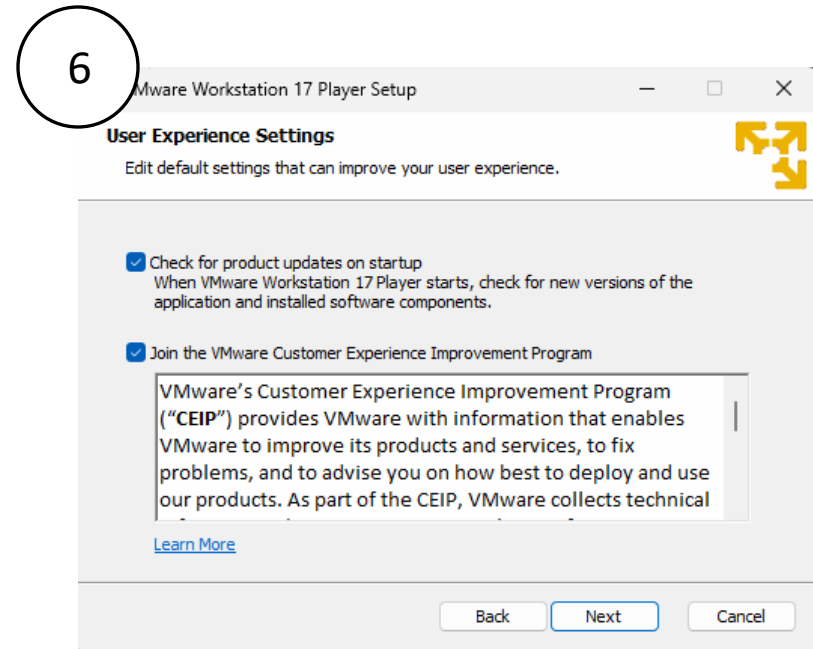 6
Mware Workstation 17 Player Setup
User Experience Settings
Edit default settings that can improve your user experience.
Check for product updates on startup
When VMware Workstation 17 Player starts, check for new versions of the
application and installed software components.
Join the VMware Customer Experience Improvement Program
VMware’s Customer Experience Improvement Program
(“CEIP”) provides VMware with information that enables
VMware to improve its products and services, to fix
problems, and to advise you on how best to deploy and use
our products. As part of the CEIP, VMware collects technical
Learn More
Back Next Cancel